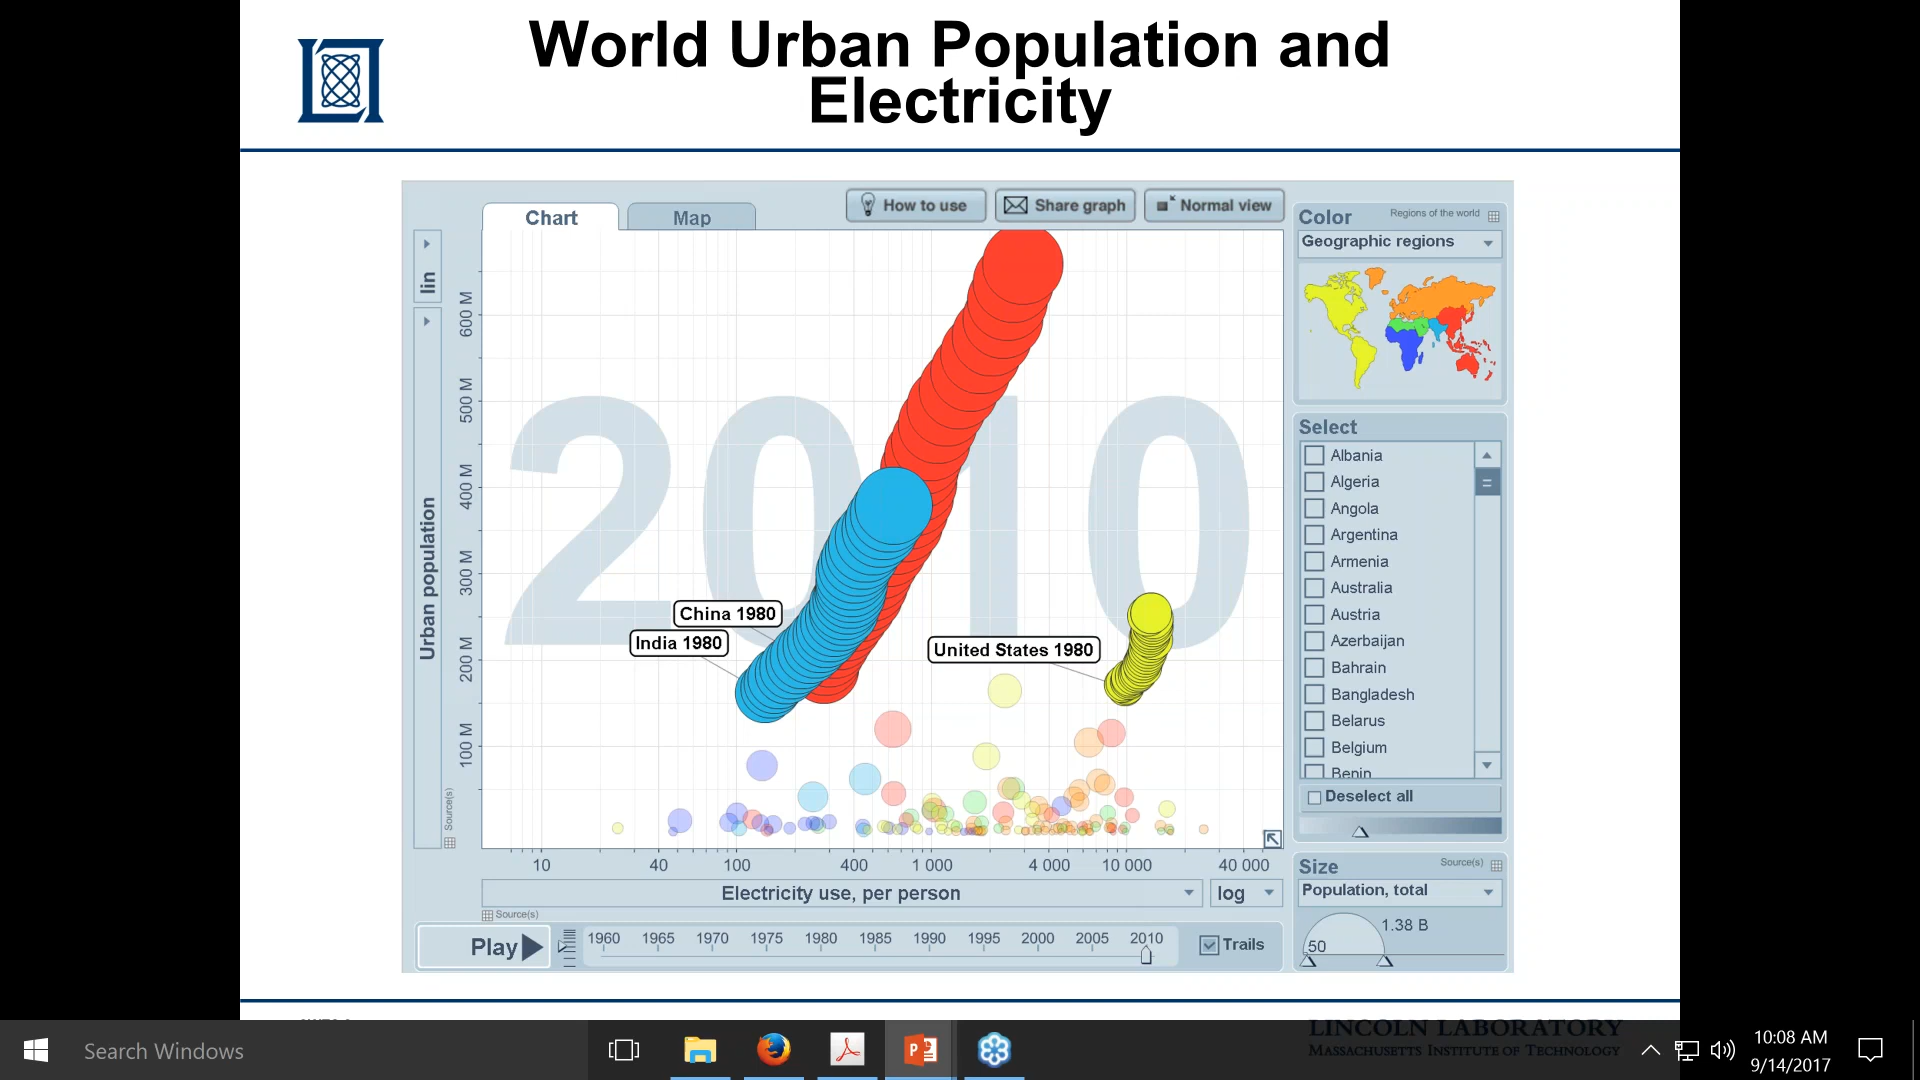 World Urban Population and
Electricity
Chart
Map
How to use
Share graph
Normal view
lin
Urban population
Source(s)
600 M
500 M
400 M
300 M
200 M
100 M
2010
China 1980
India 1980
United States 1980
10
40
100
400
1 000
4 000
10 000
40 000
Electricity use, per person
log
Source(s)
Play
1960
1965
1970
1975
1980
1985
1990
1995
2000
2005
2010
Trails
Color
Regions of the world
Geographic regions
Select
Albania
Algeria
Angola
Argentina
Armenia
Australia
Austria
Azerbaijan
Bahrain
Bangladesh
Belarus
Belgium
Benin
Deselect all
Size
Source(s)
Population, total
1.38 B
50
LINCOLN LABORATORY
MASSACHUSETTS INSTITUTE OF TECHNOLOGY
Search Windows
10:08 AM
9/14/2017